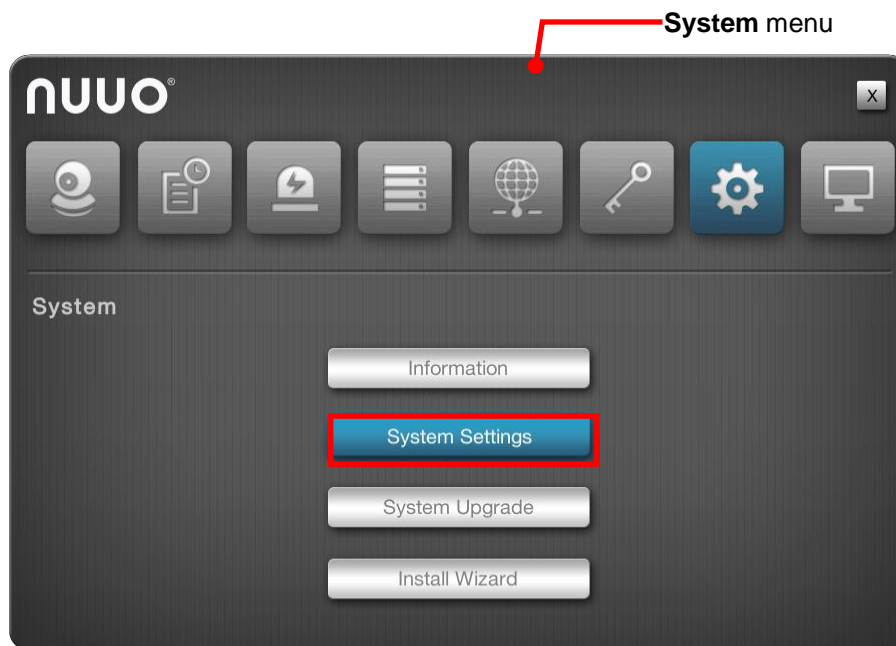 System menu
nuuo®
X
System
Information
System Settings
System Upgrade
Install Wizard